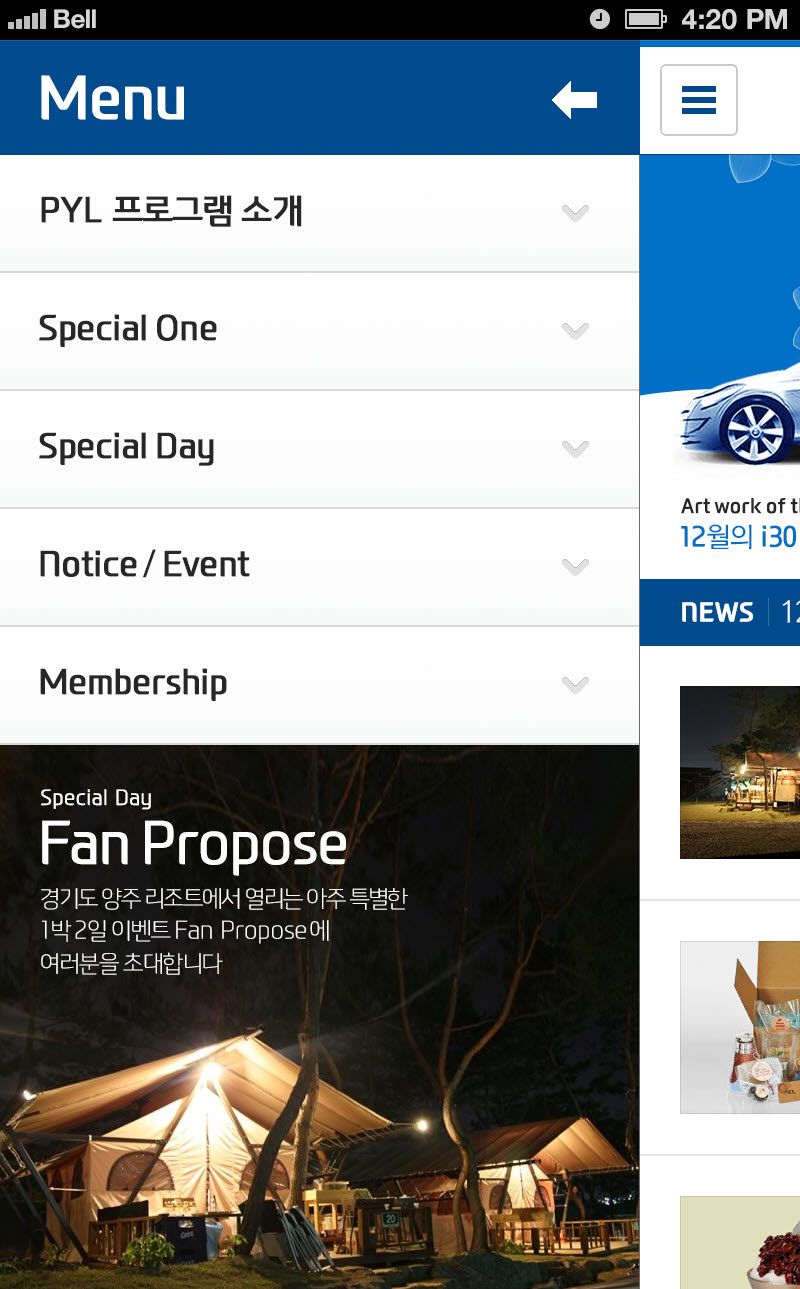 Bell
4:20 PM
Menu
PYL 프로그램 소개
Special One
Special Day
Notice / Event
Membership
Special Day
Fan Propose
경기도 양주 리조트에서 열리는 아주 특별한
1박 2일 이벤트 Fan Propose에
여러분을 초대합니다
20
Art work of th
12월의 i30
NEWS
12